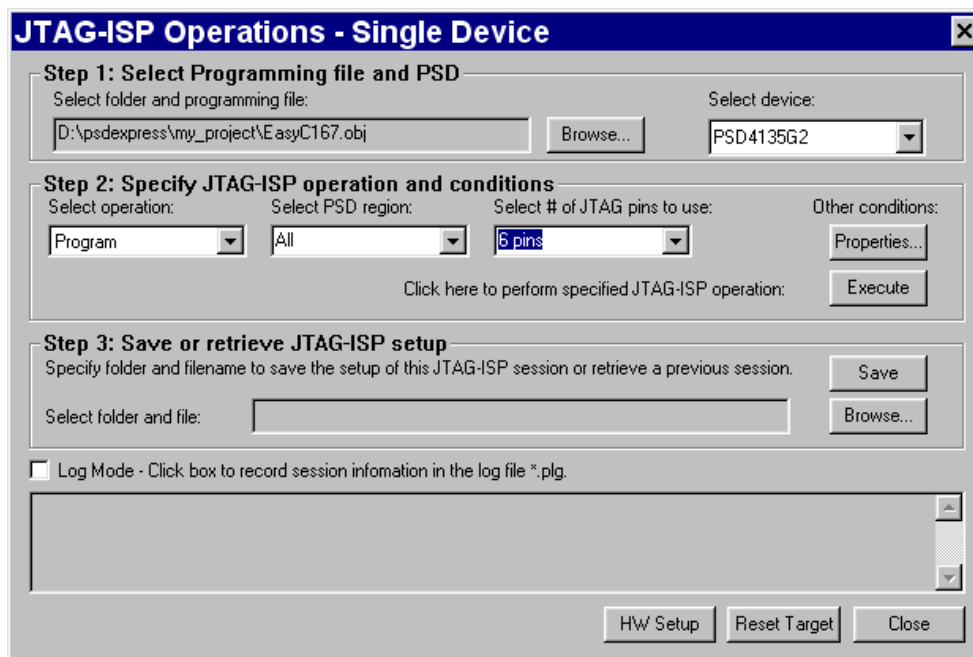 JTAG-ISP Operations - Single Device
Step 1: Select Programming file and PSD
Select folder and programming file:
Select device:
D:\psdexpress\my_project\EasyC167.obj
Browse...
PSD4135G2
Step 2: Specify JTAG-ISP operation and conditions
Select operation:
Select PSD region:
Select # of JTAG pins to use:
Other conditions:
Program
All
6 pins
Properties...
Click here to perform specified JTAG-ISP operation:
Execute
Step 3: Save or retrieve JTAG-ISP setup
Specify folder and filename to save the setup of this JTAG-ISP session or retrieve a previous session.
Save
Select folder and file:
Browse...
Log Mode - Click box to record session infomation in the log file *.plg.
HW Setup
Reset Target
Close